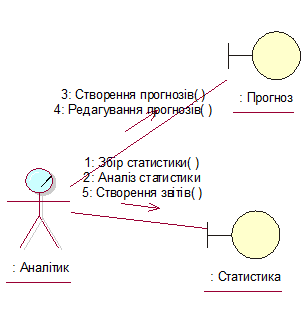 : Прогноз
3: Створення прогнозів( )
4: Редагування прогнозів( )
1: Збір статистики( )
2: Аналіз статистики
5: Створення звітів( )
: Аналітик
: Статистика